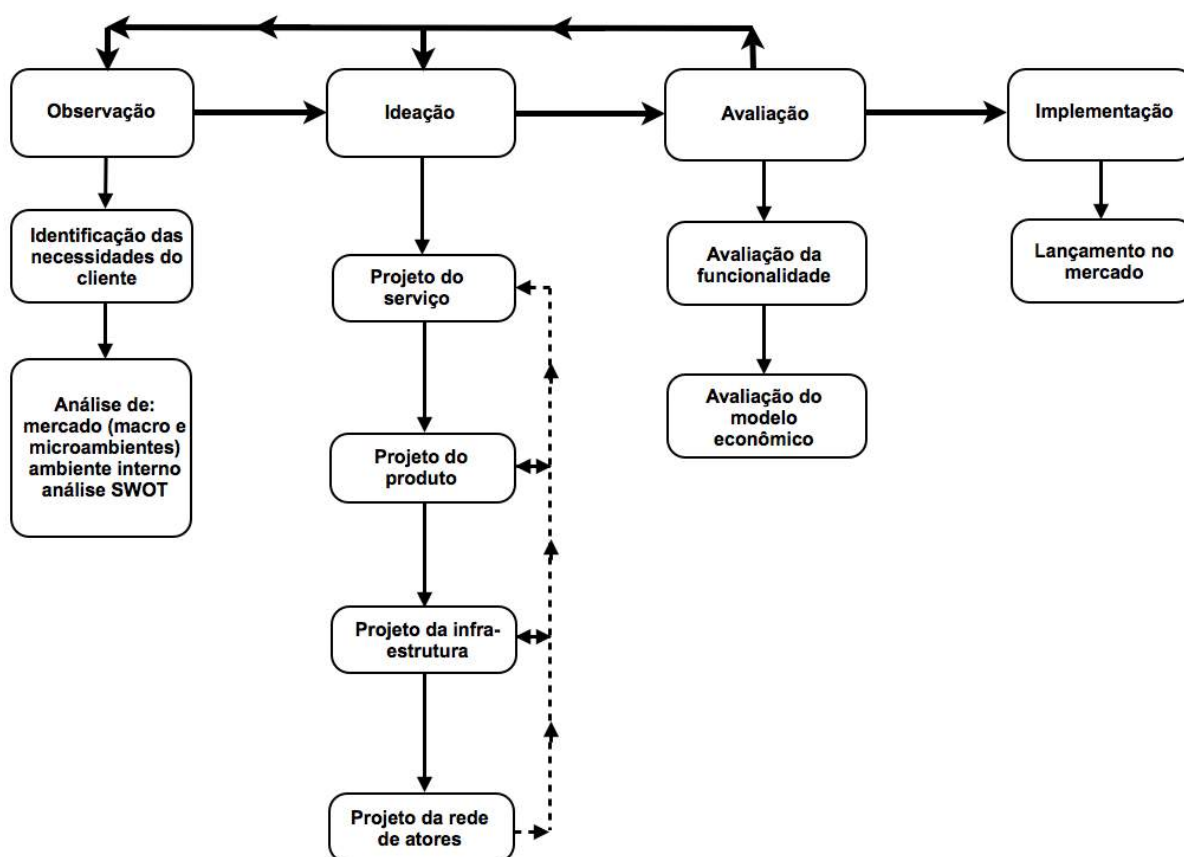 Observação
Ideação
Avaliação
Implementação
Identificação das
necessidades do
cliente
Análise de:
mercado (macro e
microambientes)
ambiente interno
análise SWOT
Projeto do
serviço
Projeto do
produto
Projeto da infra-
estrutura
Projeto da rede
de atores
Avaliação da
funcionalidade
Avaliação do
modelo
econômico
Lançamento no
mercado